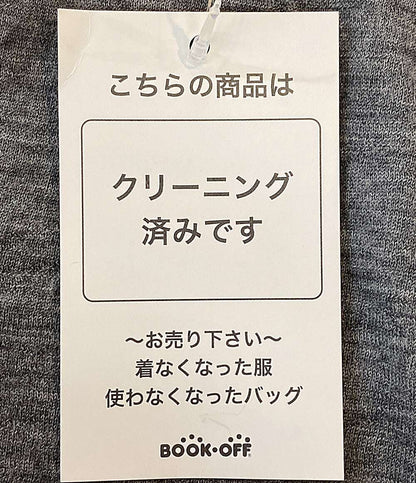 こちらの商品は
クリーニング
済みです
～お売り下さい～
着なくなった服
使わなくなったバッグ
BOOK・OFF